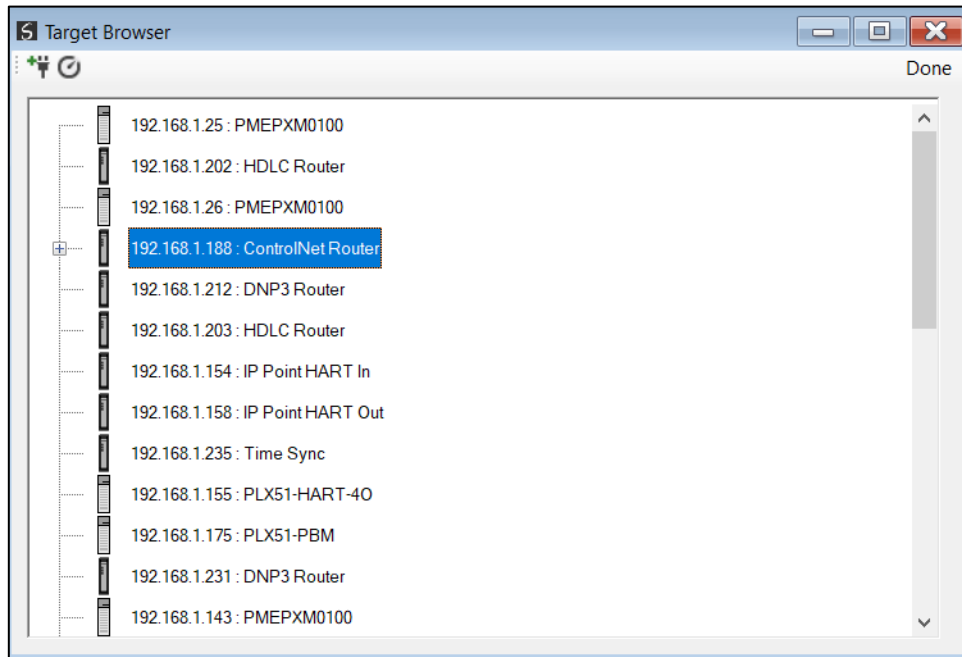 Target Browser
Done
192.168.1.25 : PMEPXM0100
192.168.1.202 : HDLC Router
192.168.1.26 : PMEPXM0100
192.168.1.188 : ControlNet Router
192.168.1.212 : DNP3 Router
192.168.1.203 : HDLC Router
192.168.1.154 : IP Point HART In
192.168.1.158 : IP Point HART Out
192.168.1.235 : Time Sync
192.168.1.155 : PLX51-HART-4O
192.168.1.175 : PLX51-PBM
192.168.1.231 : DNP3 Router
192.168.1.143 : PMEPXM0100